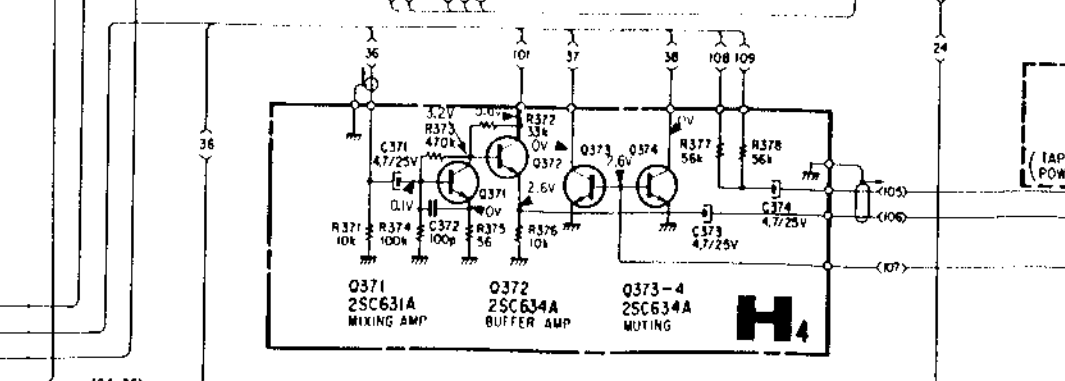 36
101
37
38
108
109
24
36
3.2V
R373
470k
R372
33k
0V
Q372
C371
4.7/25V
Q371
0V
0.1V
2.6V
Q373
2.6V
Q374
0V
R377
56k
R378
56k
R371
10k
R374
100k
C372
100p
R375
56
R376
10k
C373
4.7/25V
C374
4.7/25V
(105)
(106)
(107)
TAP
POW
Q371
2SC631A
MIXING AMP
Q372
2SC634A
BUFFER AMP
Q373-4
2SC634A
MUTING
H4